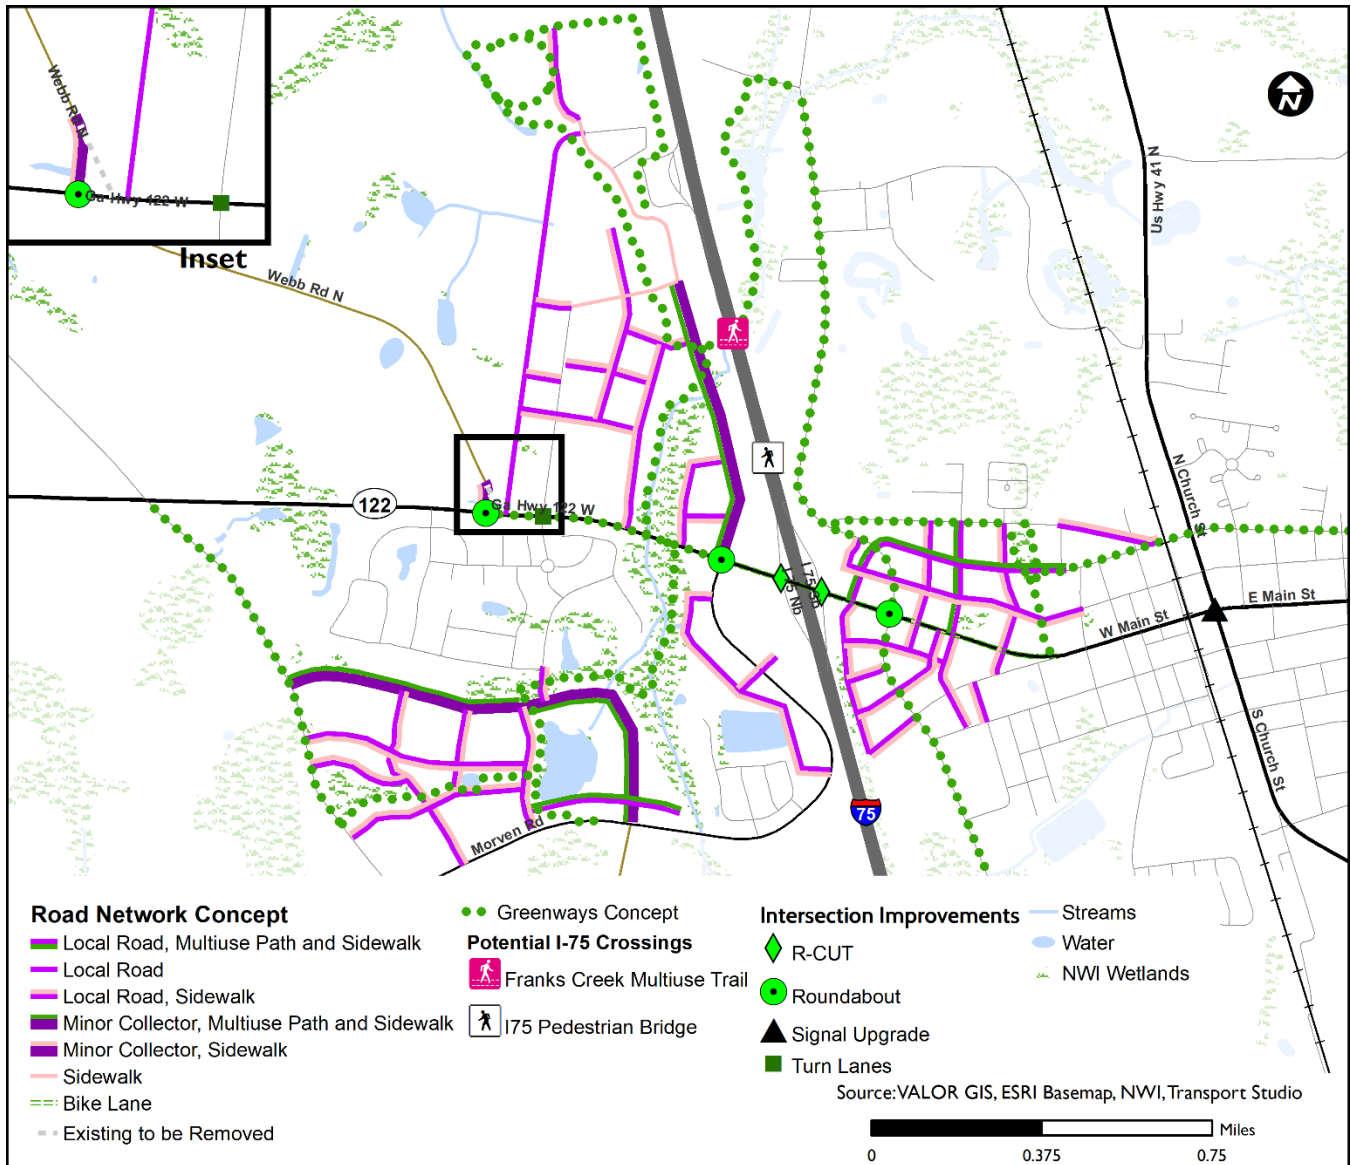 Webb Rd N
Ga Hwy 122 W
Inset
N
Us Hwy 41 N
Webb Rd N
122
Ga Hwy 122 W
N Church St
I 75 Sb
I 75 Nb
E Main St
W Main St
S Church St
75
Morven Rd
Road Network Concept
Local Road, Multiuse Path and Sidewalk
Local Road
Local Road, Sidewalk
Minor Collector, Multiuse Path and Sidewalk
Minor Collector, Sidewalk
Sidewalk
Bike Lane
Existing to be Removed
Greenways Concept
Potential I-75 Crossings
Franks Creek Multiuse Trail
I75 Pedestrian Bridge
Intersection Improvements
R-CUT
Roundabout
Signal Upgrade
Turn Lanes
Streams
Water
NWI Wetlands
Source:VALOR GIS, ESRI Basemap, NWI, Transport Studio
Miles
0 0.375 0.75